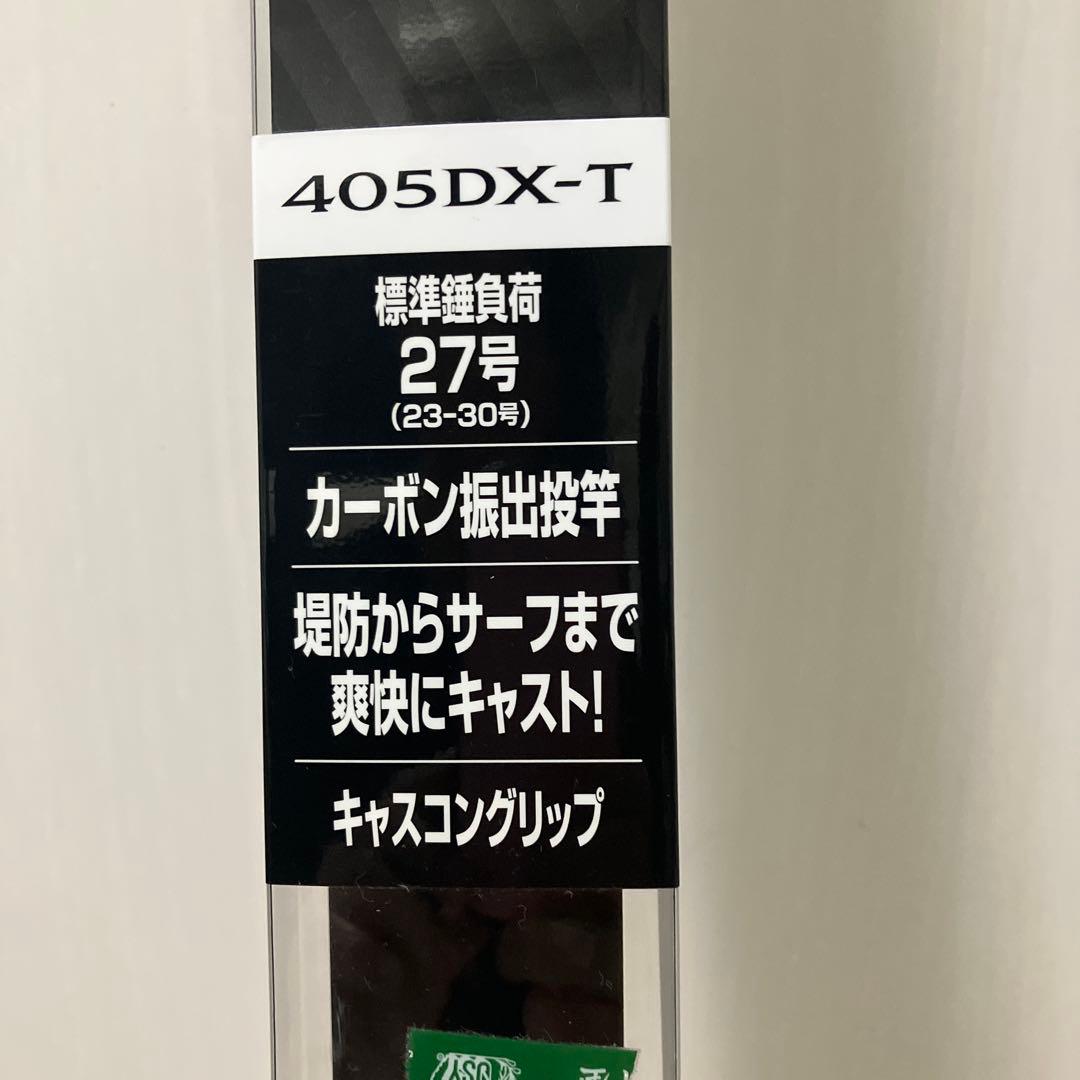 405DX-T
標準錘負荷
27号
(23-30号)
カーボン振出投竿
堤防からサーフまで
爽快にキャスト!
キャスコングリップ